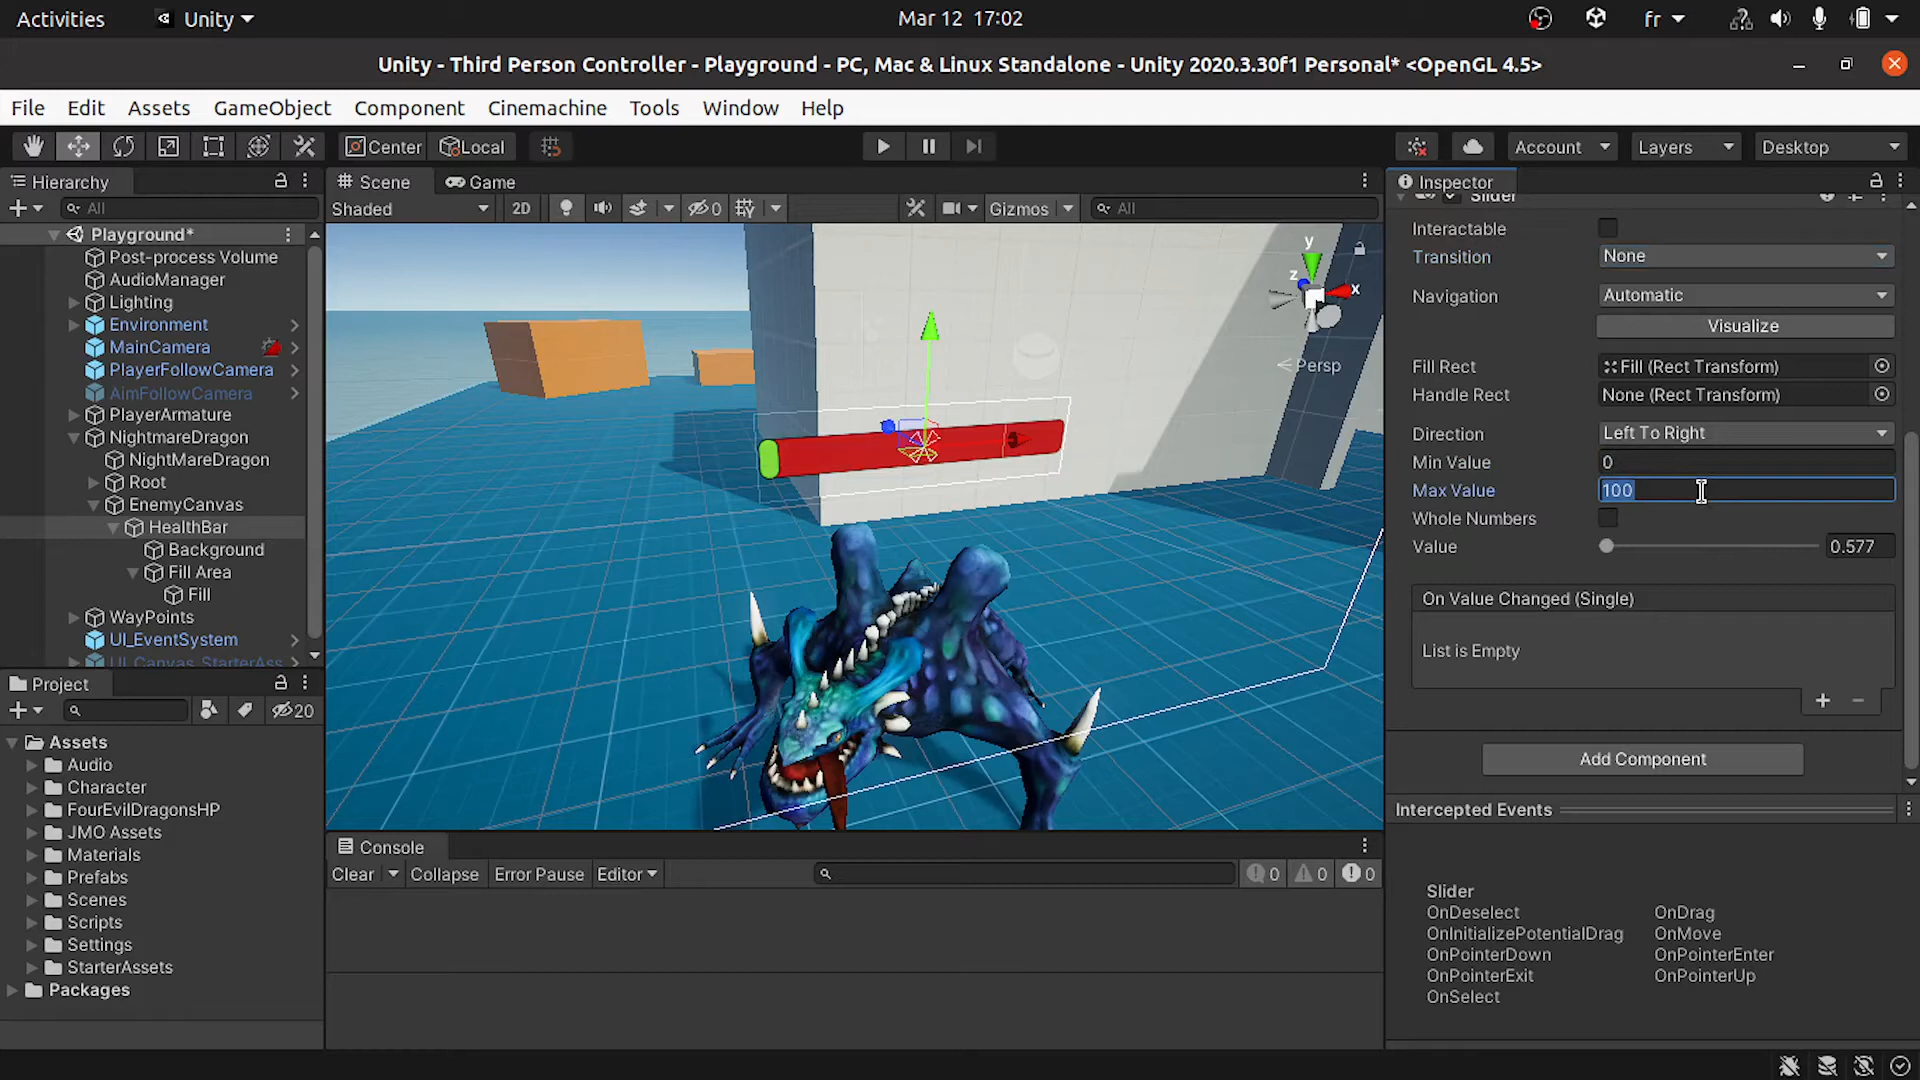 Activities Unity Mar 12 17:02 fr
Unity - Third Person Controller - Playground - PC, Mac & Linux Standalone - Unity 2020.3.30f1 Personal* <OpenGL 4.5>
File Edit Assets GameObject Component Cinemachine Tools Window Help
Center Local Account Layers Desktop
Hierarchy
All
Playground*
Post-process Volume
AudioManager
Lighting
Environment
MainCamera
PlayerFollowCamera
AimFollowCamera
PlayerArmature
NightmareDragon
NightMareDragon
Root
EnemyCanvas
HealthBar
Background
Fill Area
Fill
WayPoints
UI_EventSystem
UI_Canvas_StarterAss
Scene Game
Shaded 2D 0 Gizmos All
y
z x
Persp
Inspector
Slider
Interactable
Transition None
Navigation Automatic
Visualize
Fill Rect Fill (Rect Transform)
Handle Rect None (Rect Transform)
Direction Left To Right
Min Value 0
Max Value 100
Whole Numbers
Value 0.577
On Value Changed (Single)
List is Empty
Add Component
Intercepted Events
Slider
OnDeselect OnDrag
OnInitializePotentialDrag OnMove
OnPointerDown OnPointerEnter
OnPointerExit OnPointerUp
OnSelect
Project
20
Assets
Audio
Character
FourEvilDragonsHP
JMO Assets
Materials
Prefabs
Scenes
Scripts
Settings
StarterAssets
Packages
Console
Clear Collapse Error Pause Editor 0 0 0